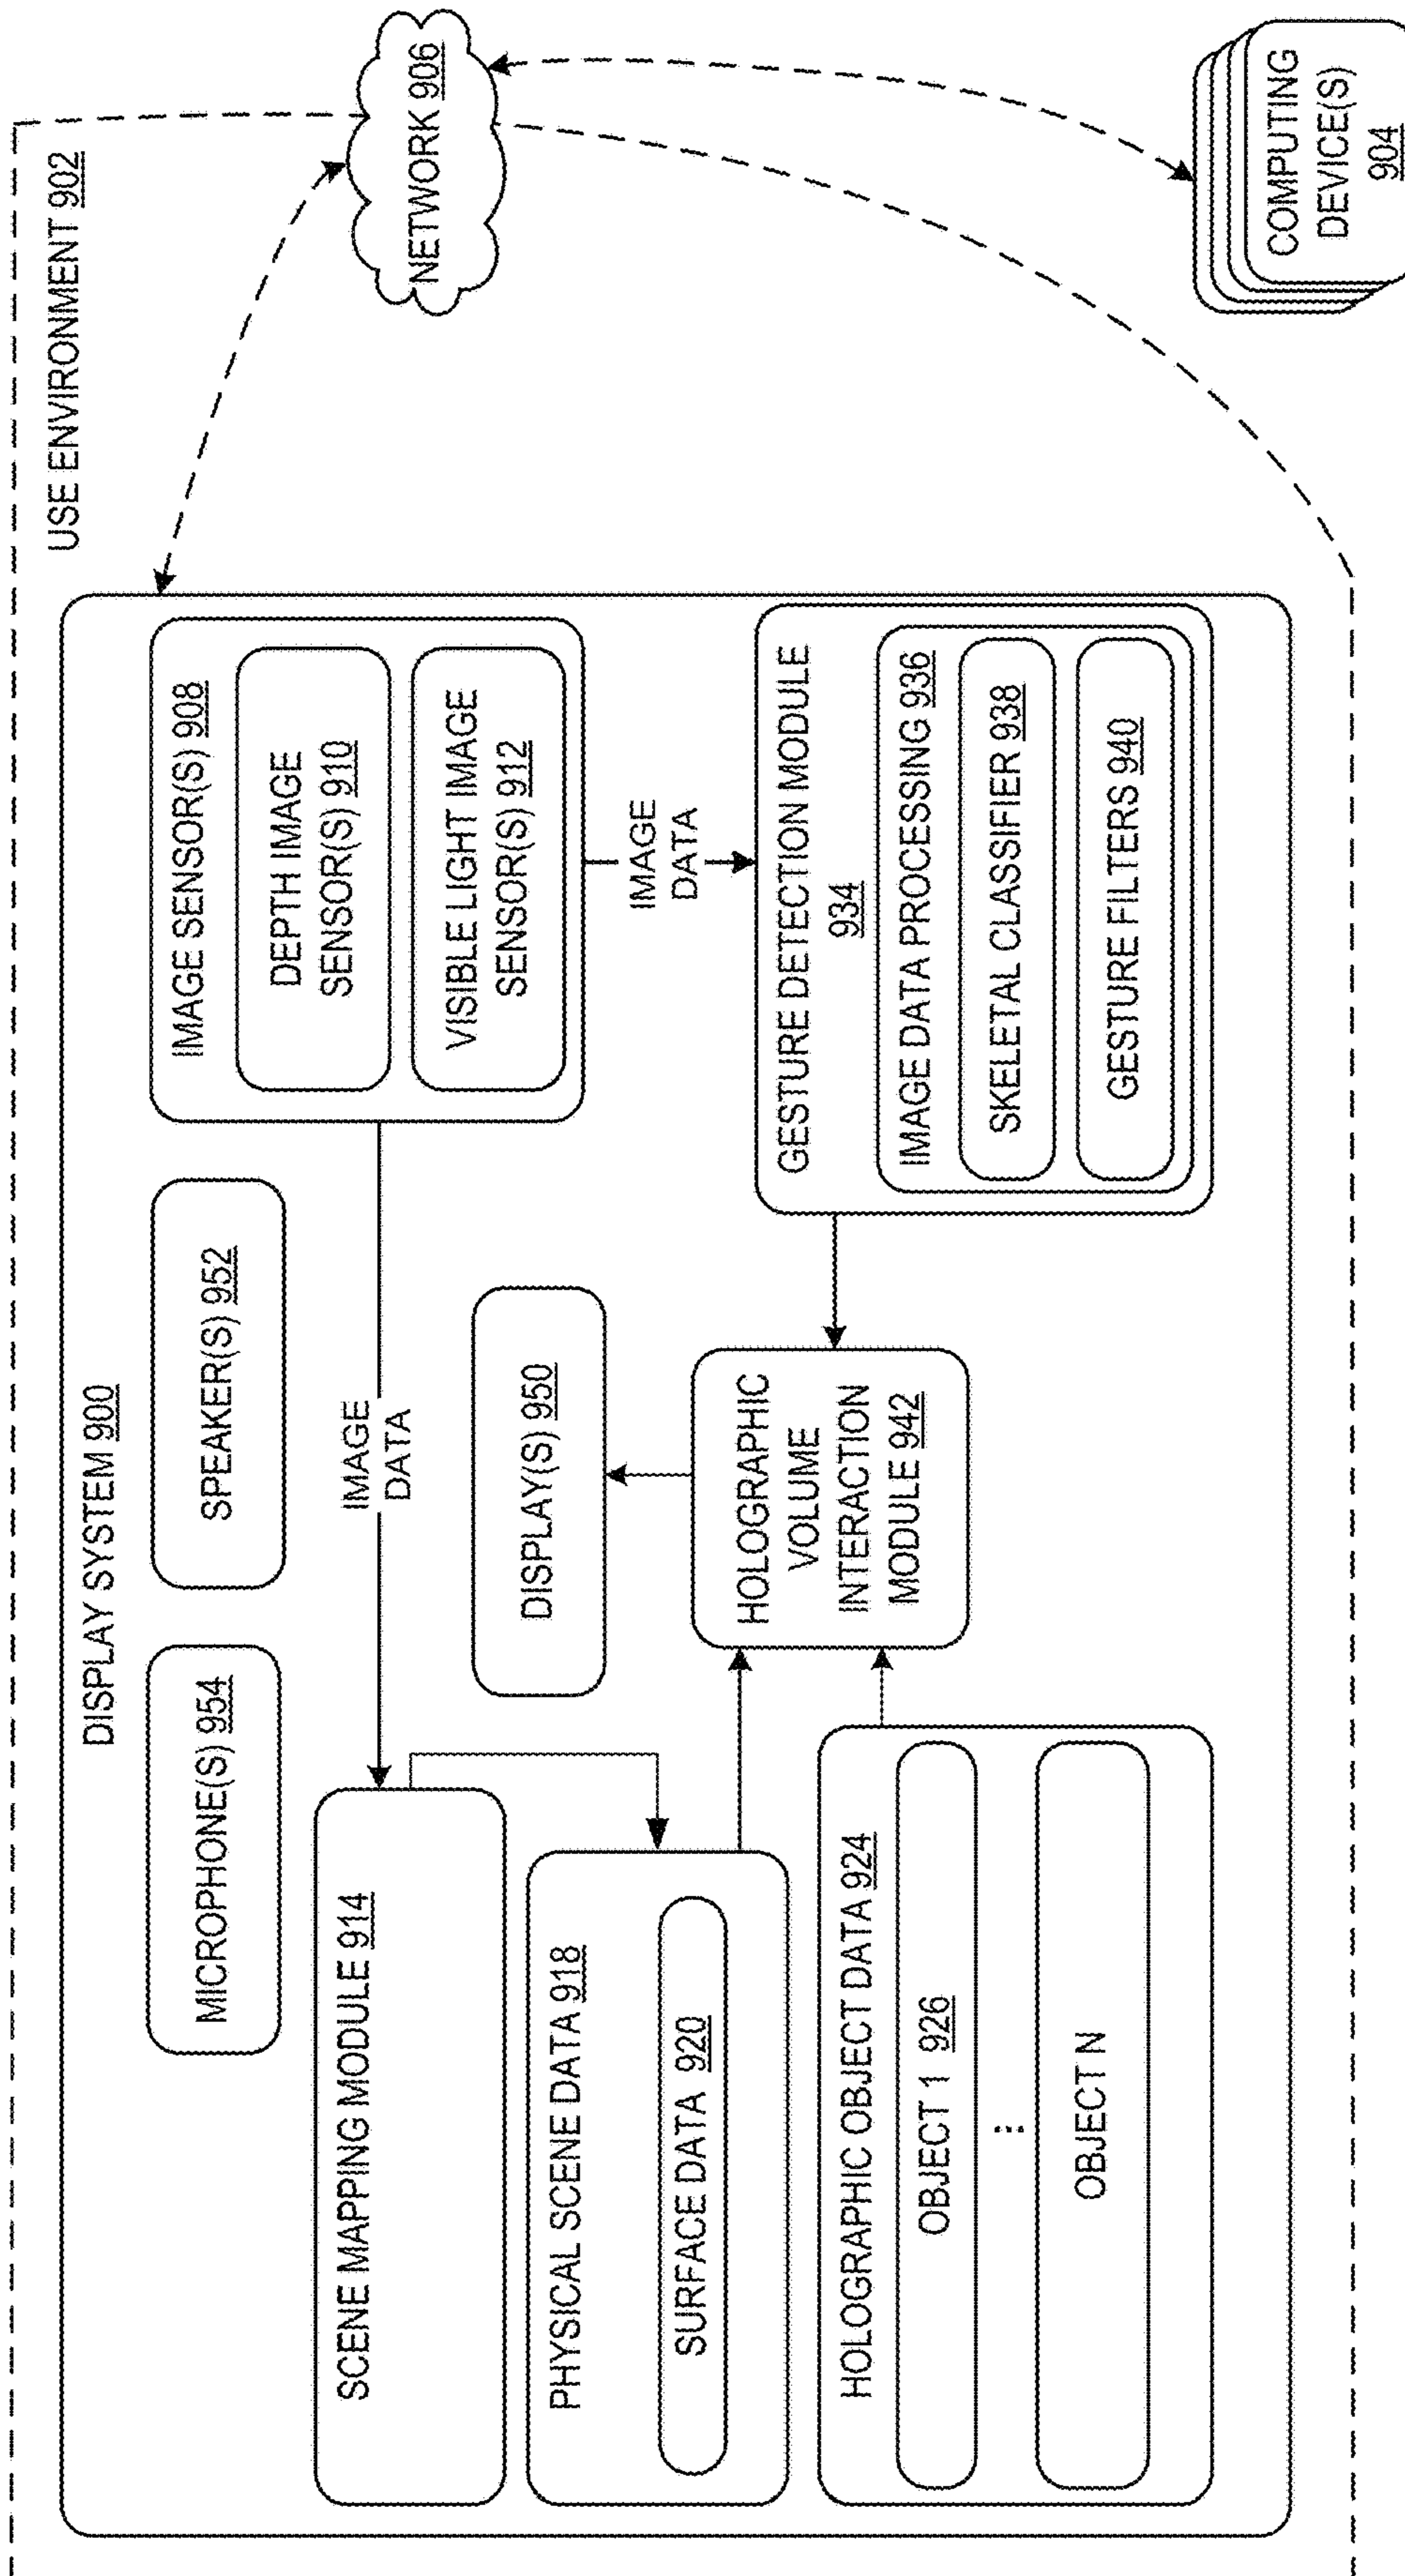 USE ENVIRONMENT 902
DISPLAY SYSTEM 900
MICROPHONE(S) 954
SPEAKER(S) 952
IMAGE SENSOR(S) 908
DEPTH IMAGE
SENSOR(S) 910
VISIBLE LIGHT IMAGE
SENSOR(S) 912
NETWORK 906
SCENE MAPPING MODULE 914
IMAGE
DATA
PHYSICAL SCENE DATA 918
SURFACE DATA 920
DISPLAY(S) 950
IMAGE
DATA
HOLOGRAPHIC
VOLUME
INTERACTION
MODULE 942
GESTURE DETECTION MODULE
934
IMAGE DATA PROCESSING 936
SKELETAL CLASSIFIER 938
GESTURE FILTERS 940
HOLOGRAPHIC OBJECT DATA 924
OBJECT 1 926
...
OBJECT N
COMPUTING
DEVICE(S)
904